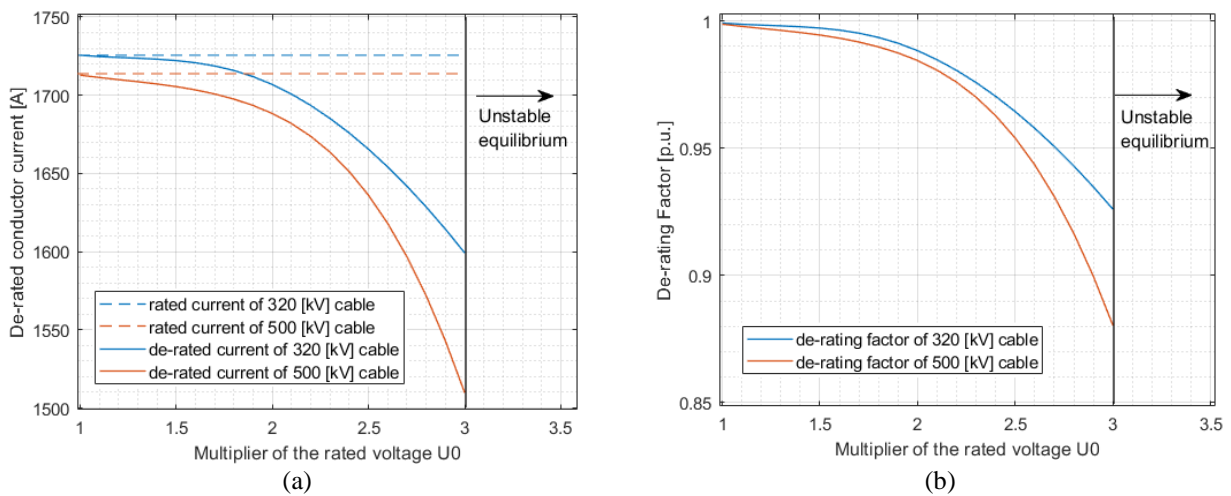 1750
1700
1650
1600
1550
1500
De-rated conductor current [A]
Unstable
equilibrium
rated current of 320 [kV] cable
rated current of 500 [kV] cable
de-rated current of 320 [kV] cable
de-rated current of 500 [kV] cable
1 1.5 2 2.5 3 3.5
Multiplier of the rated voltage U0
(a)
1
0.95
0.9
0.85
De-rating Factor [p.u.]
Unstable
equilibrium
de-rating factor of 320 [kV] cable
de-rating factor of 500 [kV] cable
1 1.5 2 2.5 3 3.5
Multiplier of the rated voltage U0
(b)